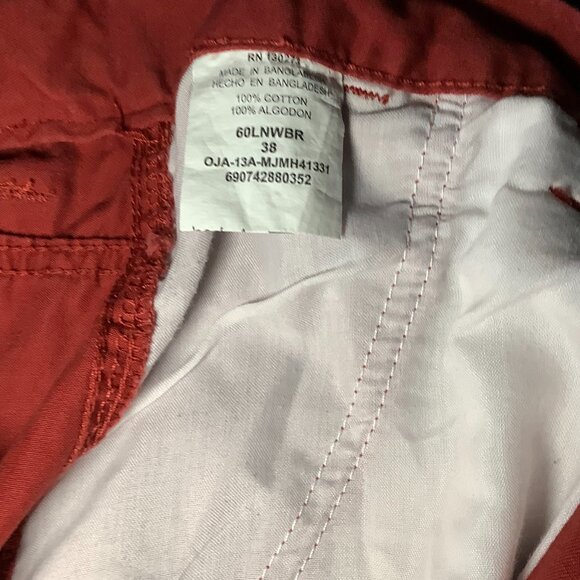 RN 130274
MADE IN BANGLADESH
HECHO EN BANGLADESH
100% COTTON
100% ALGODON
60LNWBR
38
OJA-13A-MJMH41331
690742880352